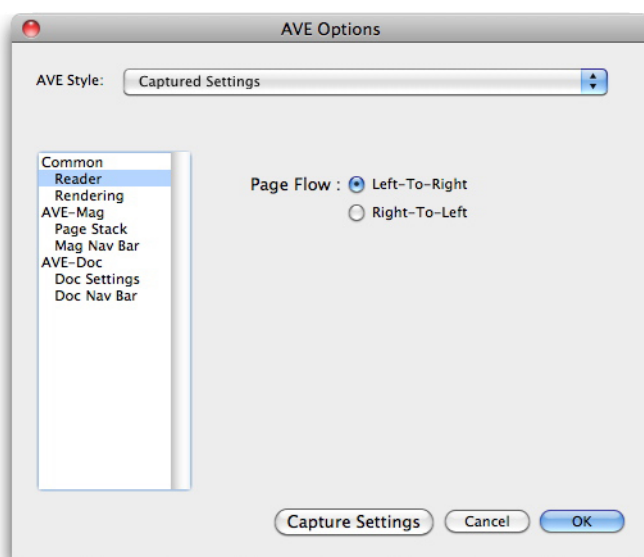 AVE Options
AVE Style:
Captured Settings
Common
Reader
Rendering
AVE-Mag
Page Stack
Mag Nav Bar
AVE-Doc
Doc Settings
Doc Nav Bar
Page Flow : Left-To-Right
Right-To-Left
Capture Settings
Cancel
OK